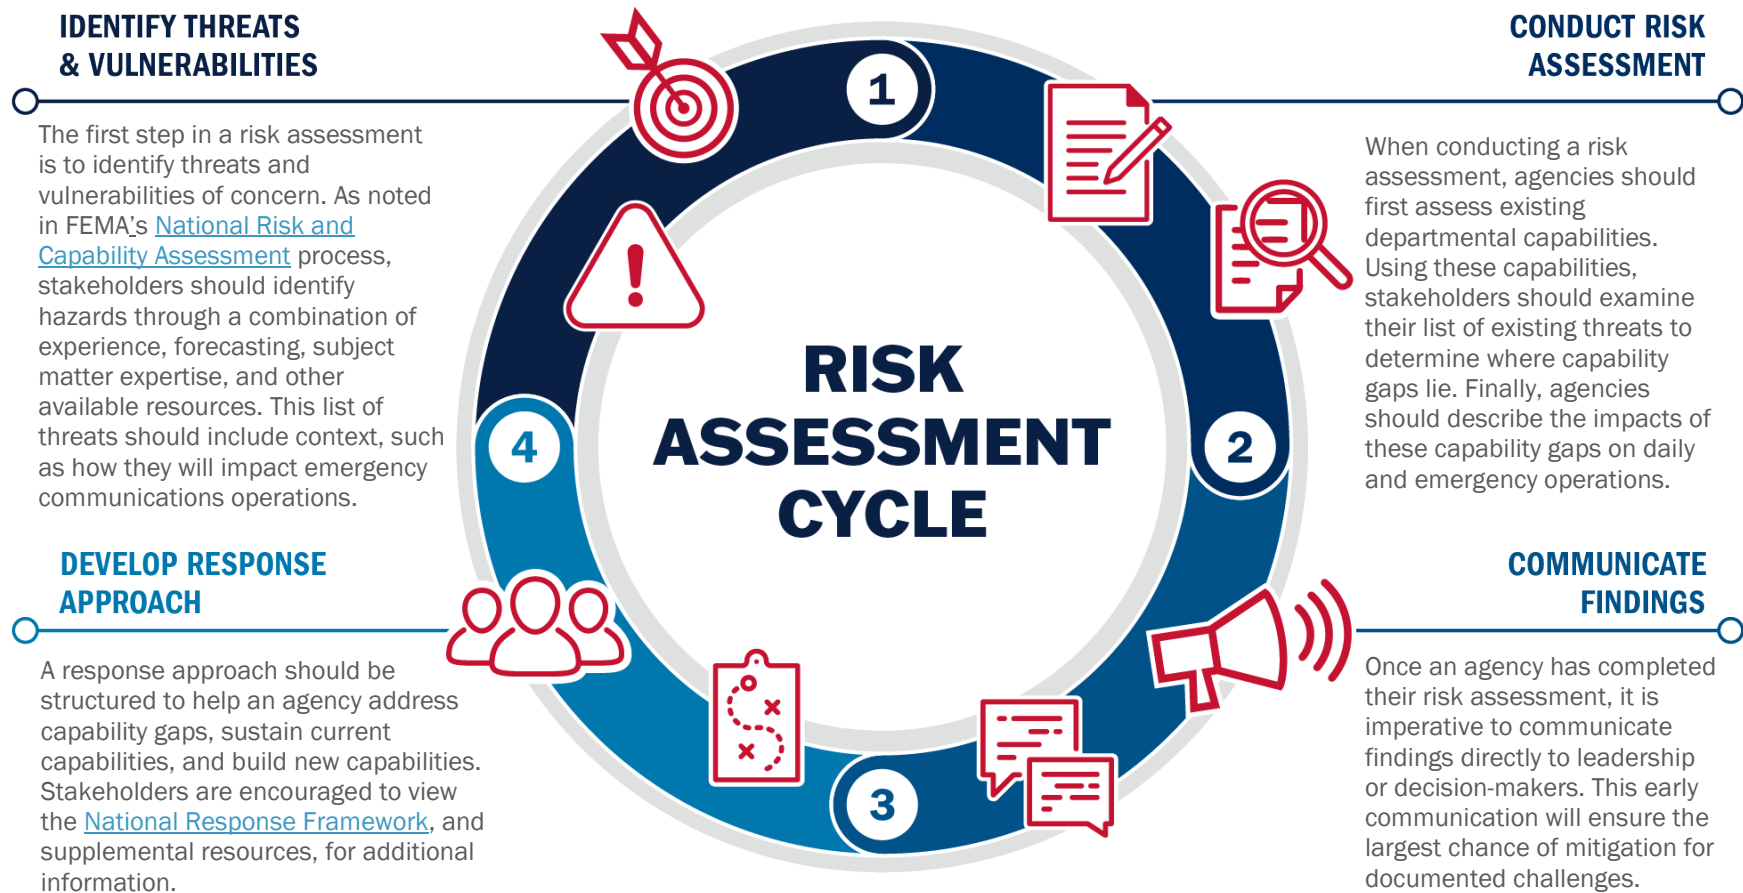 IDENTIFY THREATS
& VULNERABILITIES
The first step in a risk assessment
is to identify threats and
vulnerabilities of concern. As noted
in FEMA's National Risk and
Capability Assessment process,
stakeholders should identify
hazards through a combination of
experience, forecasting, subject
matter expertise, and other
available resources. This list of
threats should include context, such
as how they will impact emergency
communications operations.
1
CONDUCT RISK
ASSESSMENT
When conducting a risk
assessment, agencies should
first assess existing
departmental capabilities.
Using these capabilities,
stakeholders should examine
their list of existing threats to
determine where capability
gaps lie. Finally, agencies
should describe the impacts of
these capability gaps on daily
and emergency operations.
RISK
ASSESSMENT
CYCLE
2
COMMUNICATE
FINDINGS
Once an agency has completed
their risk assessment, it is
imperative to communicate
findings directly to leadership
or decision-makers. This early
communication will ensure the
largest chance of mitigation for
documented challenges.
3
4
DEVELOP RESPONSE
APPROACH
A response approach should be
structured to help an agency address
capability gaps, sustain current
capabilities, and build new capabilities.
Stakeholders are encouraged to view
the National Response Framework, and
supplemental resources, for additional
information.